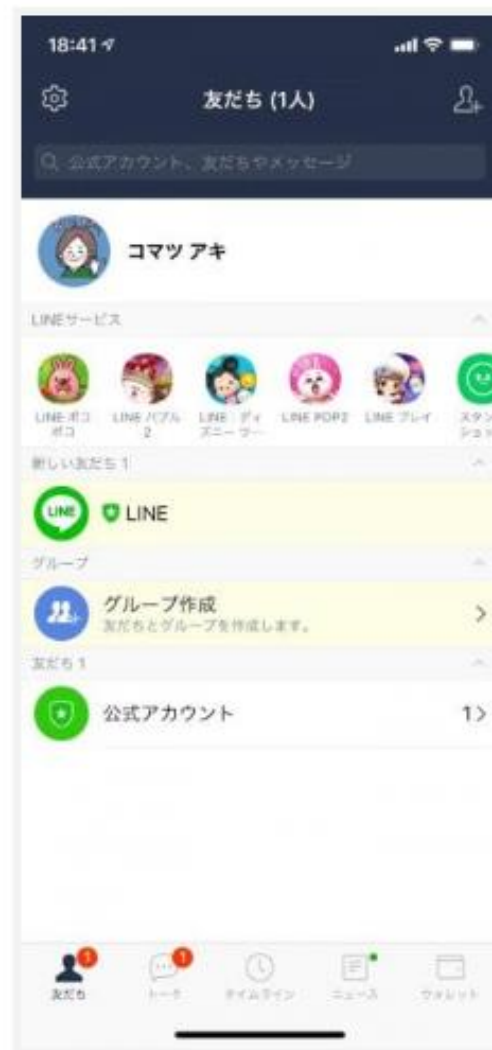 18:41
友だち (1人)
公式アカウント、友だちやメッセージ
コマツ アキ
LINEサービス
LINE ポコポコ
LINE バブル2
LINE：ディズニー ツー
LINE POP2
LINE プレイ
スタン
ショッ
新しい友だち 1
LINE
LINE
グループ
グループ作成
友だちとグループを作成します。
友だち 1
公式アカウント
1
1
1
友だち
トーク
タイムライン
ニュース
ウォレット